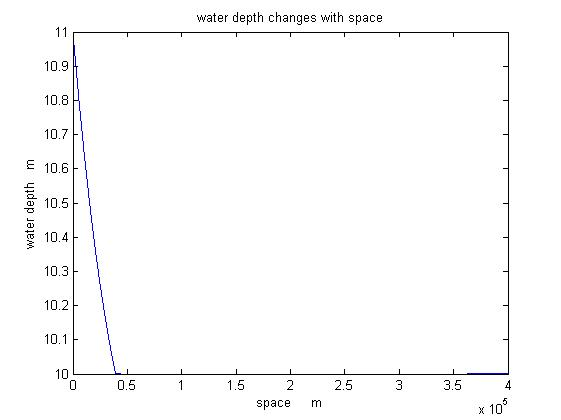 water depth changes with space
11
10.9
10.8
10.7
10.6
10.5
10.4
10.3
10.2
10.1
10
water depth m
0 0.5 1 1.5 2 2.5 3 3.5 4
x 10^5
space m